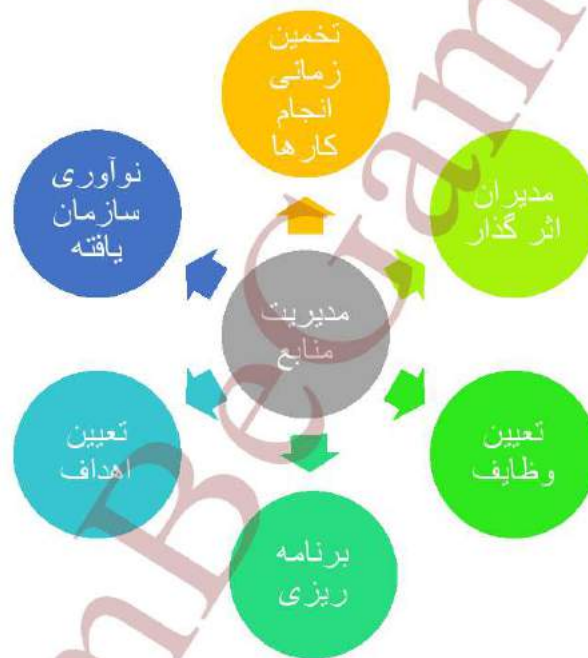 تخمین
زمانی
انجام
کارها
مدیران
اثر گذار
تعیین
وظایف
برنامه
ریزی
تعیین
اهداف
نوآوری
سازمان
یافته
مدیریت
منابع